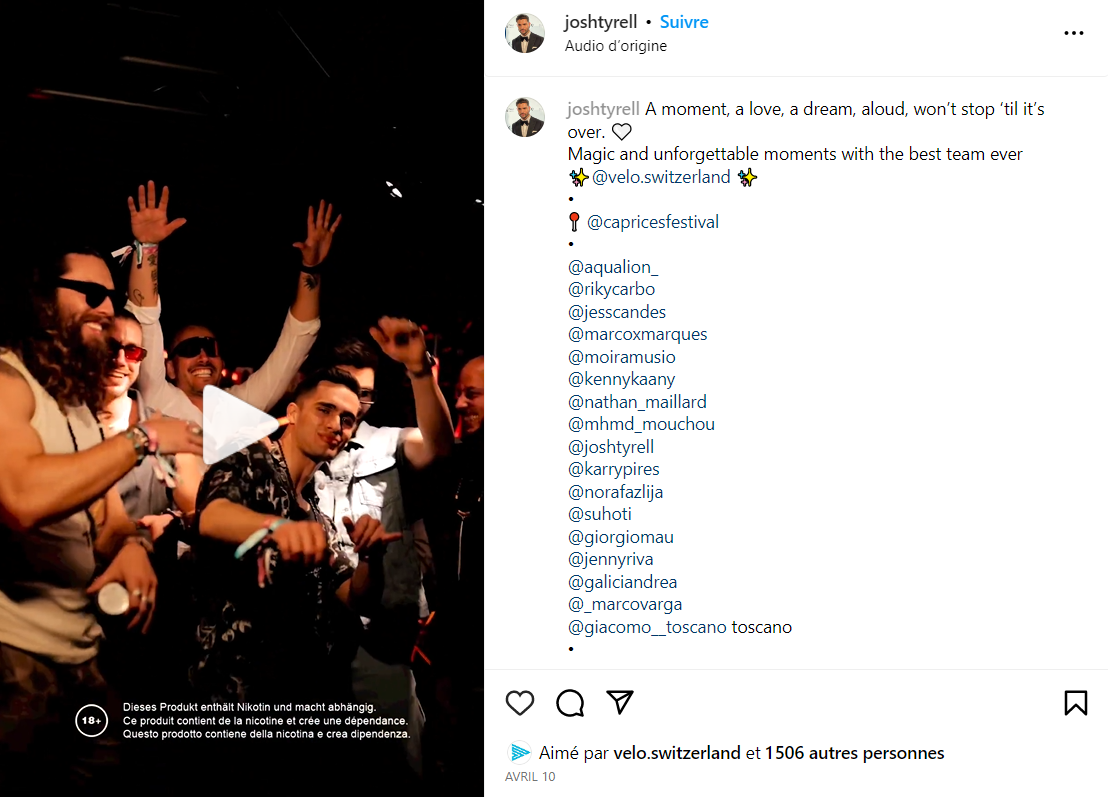 joshtyrell • Suivre
Audio d’origine
joshtyrell A moment, a love, a dream, aloud, won’t stop ‘til it’s
over. 🤍
Magic and unforgettable moments with the best team ever
✨@velo.switzerland ✨
•
📍 @capricesfestival
•
@aqualion_
@rikycarbo
@jesscandes
@marcoxmarques
@moiramusio
@kennykaany
@nathan_maillard
@mhmd_mouchou
@joshtyrell
@karrypires
@norafazlija
@suhoti
@giorgiomau
@jennyriva
@galiciandrea
@_marcovarga
@giacomo__toscano toscano
•
18+
Dieses Produkt enthält Nikotin und macht abhängig.
Ce produit contient de la nicotine et crée une dépendance.
Questo prodotto contiene della nicotina e crea dipendenza.
Aimé par velo.switzerland et 1506 autres personnes
AVRIL 10